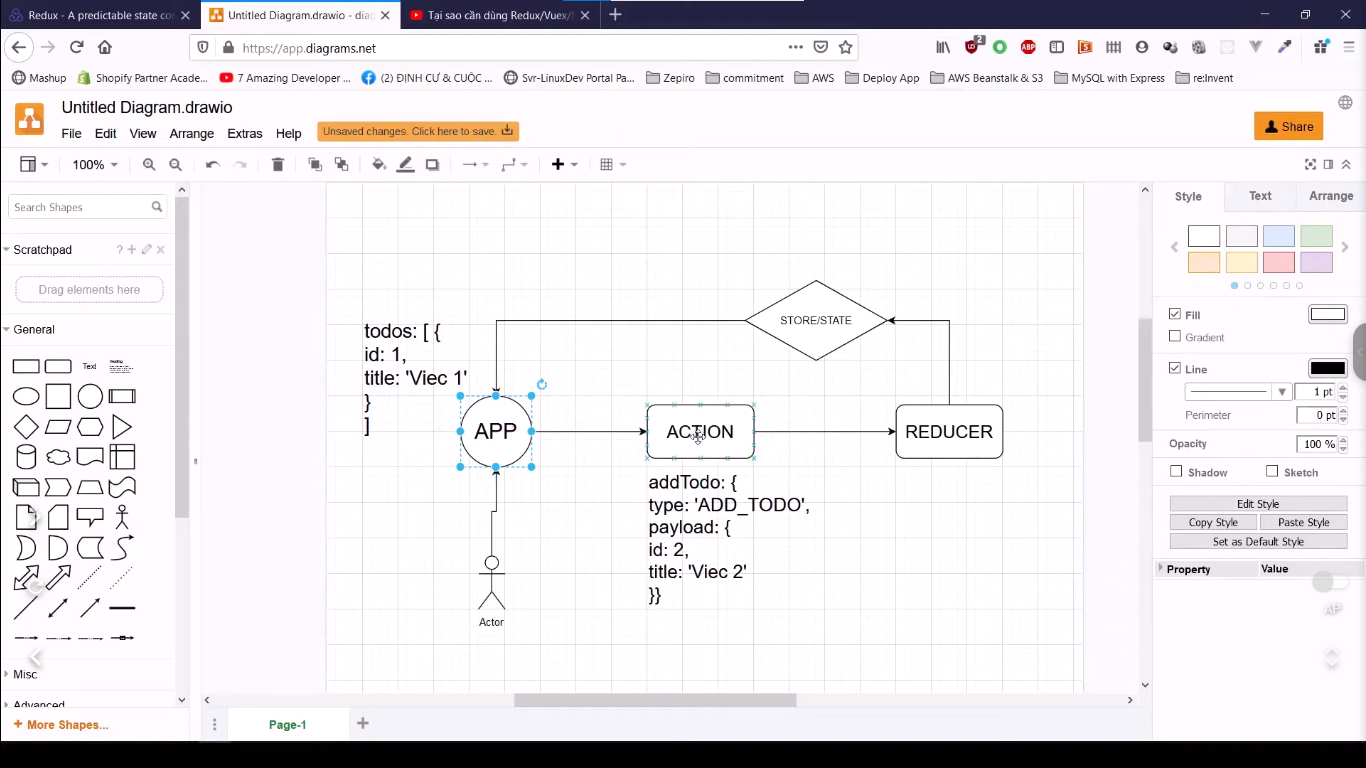 Redux - A predictable state co
Untitled Diagram.drawio - dia
Tại sao cần dùng Redux/Vuex/
https://app.diagrams.net
2
ABP
Mashup
Shopify Partner Acade...
7 Amazing Developer ...
(2) ĐỊNH CƯ & CUỘC ...
Svr-LinuxDev Portal Pa...
Zepiro
commitment
AWS
Deploy App
AWS Beanstalk & S3
MySQL with Express
re:Invent
Untitled Diagram.drawio
File
Edit
View
Arrange
Extras
Help
Unsaved changes. Click here to save.
Share
100%
Search Shapes
Scratchpad
Drag elements here
General
Text
Heading
Misc
Advanced
+ More Shapes...
todos: [ {
id: 1,
title: 'Viec 1'
}
]
STORE/STATE
APP
ACTION
REDUCER
addTodo: {
type: 'ADD_TODO',
payload: {
id: 2,
title: 'Viec 2'
}}
Actor
Page-1
Style
Text
Arrange
Fill
Gradient
Line
1 pt
Perimeter
0 pt
Opacity
100 %
Shadow
Sketch
Edit Style
Copy Style
Paste Style
Set as Default Style
Property
Value
AP